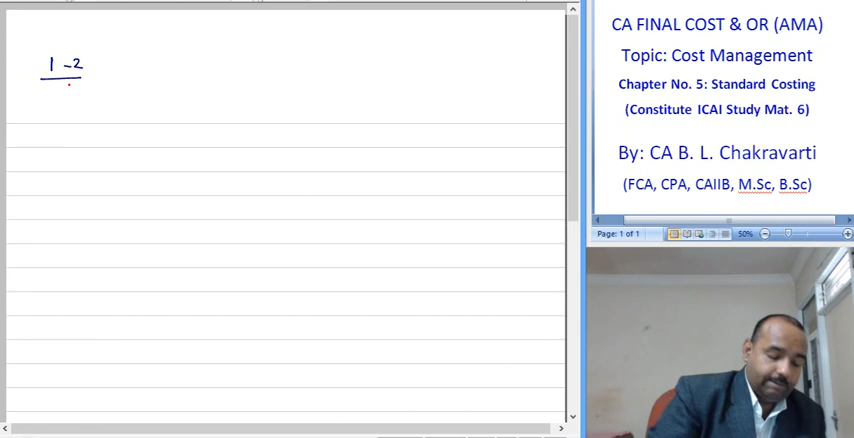 1-2
CA FINAL COST & OR (AMA)
Topic: Cost Management
Chapter No. 5: Standard Costing
(Constitute ICAI Study Mat. 6)
By: CA B. L. Chakravarti
(FCA, CPA, CAIIB, M.Sc, B.Sc)
Page: 1 of 1
50%